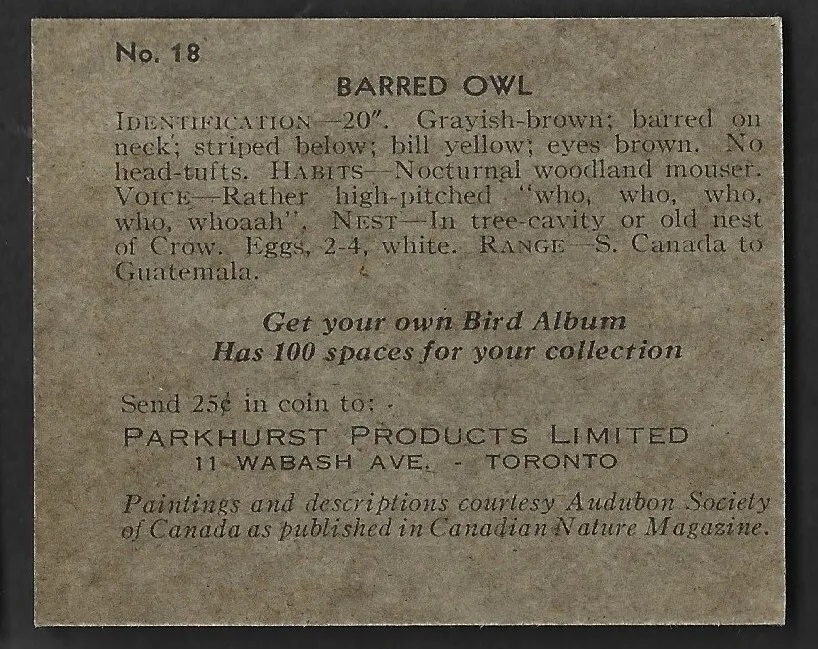 No. 18
BARRED OWL
IDENTIFICATION—20". Grayish-brown; barred on
neck; striped below; bill yellow; eyes brown. No
head-tufts. HABITS—Nocturnal woodland mouser.
VOICE—Rather high-pitched "who, who, who,
who, whoaah". NEST—In tree-cavity or old nest
of Crow. Eggs, 2-4, white. RANGE—S. Canada to
Guatemala.
Get your own Bird Album
Has 100 spaces for your collection
Send 25¢ in coin to:
PARKHURST PRODUCTS LIMITED
11 WABASH AVE. - TORONTO
Paintings and descriptions courtesy Audubon Society
of Canada as published in Canadian Nature Magazine.